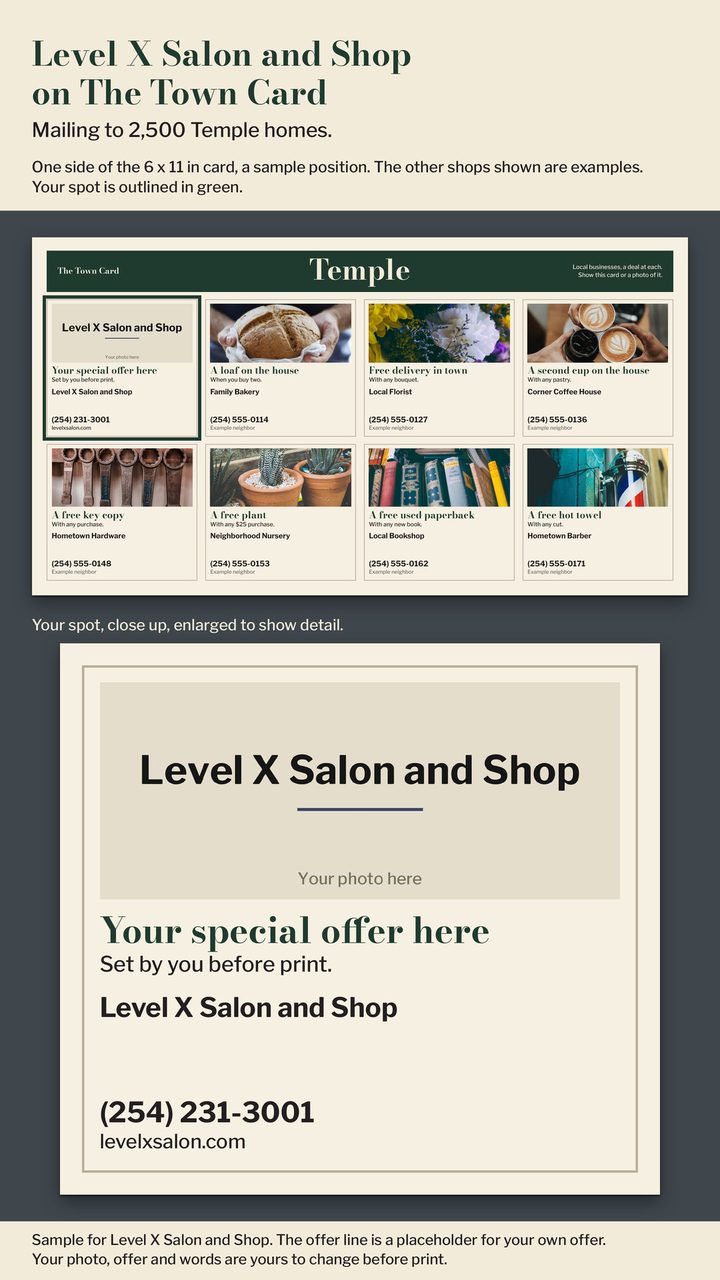 Level X Salon and Shop
on The Town Card
Mailing to 2,500 Temple homes.
One side of the 6 x 11 in card, a sample position. The other shops shown are examples.
Your spot is outlined in green.
The Town Card
Temple
Local businesses, a deal at each.
Show this card or a photo of it.
Level X Salon and Shop
Your photo here
Your special offer here
Set by you before print.
Level X Salon and Shop
(254) 231-3001
levelxsalon.com
A loaf on the house
When you buy two.
Family Bakery
(254) 555-0114
Example neighbor
Free delivery in town
With any bouquet.
Local Florist
(254) 555-0127
Example neighbor
A second cup on the house
With any pastry.
Corner Coffee House
(254) 555-0136
Example neighbor
A free key copy
With any purchase.
Hometown Hardware
(254) 555-0148
Example neighbor
A free plant
With any $25 purchase.
Neighborhood Nursery
(254) 555-0153
Example neighbor
A free used paperback
With any new book.
Local Bookshop
(254) 555-0162
Example neighbor
A free hot towel
With any cut.
Hometown Barber
(254) 555-0171
Example neighbor
Your spot, close up, enlarged to show detail.
Level X Salon and Shop
Your photo here
Your special offer here
Set by you before print.
Level X Salon and Shop
(254) 231-3001
levelxsalon.com
Sample for Level X Salon and Shop. The offer line is a placeholder for your own offer.
Your photo, offer and words are yours to change before print.